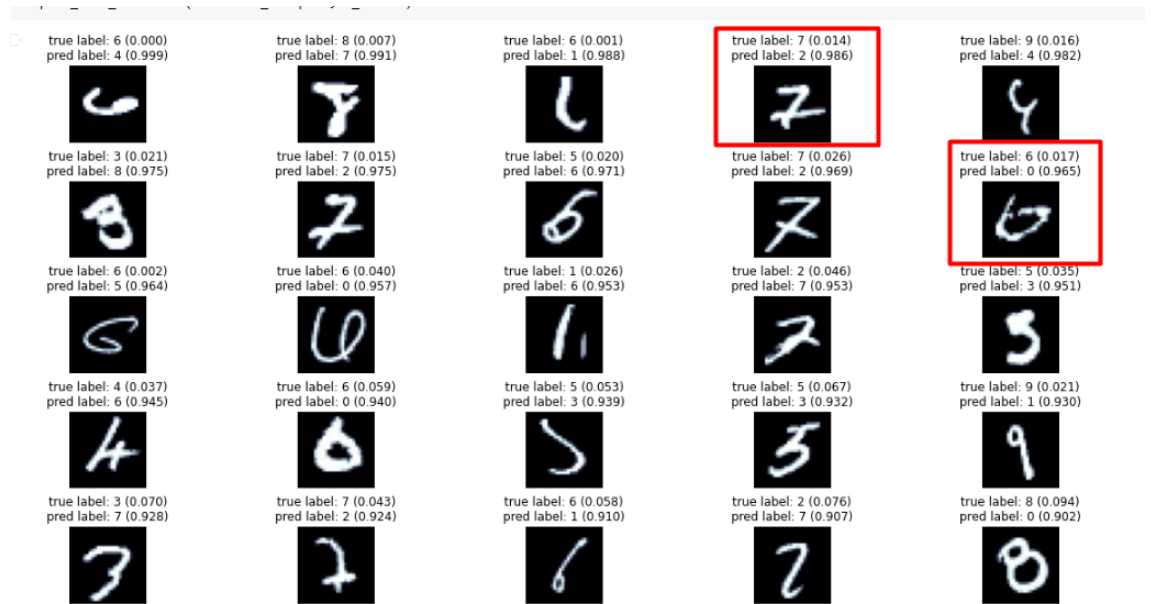 true label: 6 (0.000) true label: 8 (0.007) true label: 6 (0.001) true label: 7 (0.014) true label: 9 (0.016)
pred label: 4 (0.999) pred label: 7 (0.991) pred label: 1 (0.988) pred label: 2 (0.986) pred label: 4 (0.982)
true label: 3 (0.021) true label: 7 (0.015) true label: 5 (0.020) true label: 7 (0.026) true label: 6 (0.017)
pred label: 8 (0.975) pred label: 2 (0.975) pred label: 6 (0.971) pred label: 2 (0.969) pred label: 0 (0.965)
true label: 6 (0.002) true label: 6 (0.040) true label: 1 (0.026) true label: 2 (0.046) true label: 5 (0.035)
pred label: 5 (0.964) pred label: 0 (0.957) pred label: 6 (0.953) pred label: 7 (0.953) pred label: 3 (0.951)
true label: 4 (0.037) true label: 6 (0.059) true label: 5 (0.053) true label: 5 (0.067) true label: 9 (0.021)
pred label: 6 (0.945) pred label: 0 (0.940) pred label: 3 (0.939) pred label: 3 (0.932) pred label: 1 (0.930)
true label: 3 (0.070) true label: 7 (0.043) true label: 6 (0.058) true label: 2 (0.076) true label: 8 (0.094)
pred label: 7 (0.928) pred label: 2 (0.924) pred label: 1 (0.910) pred label: 7 (0.907) pred label: 0 (0.902)